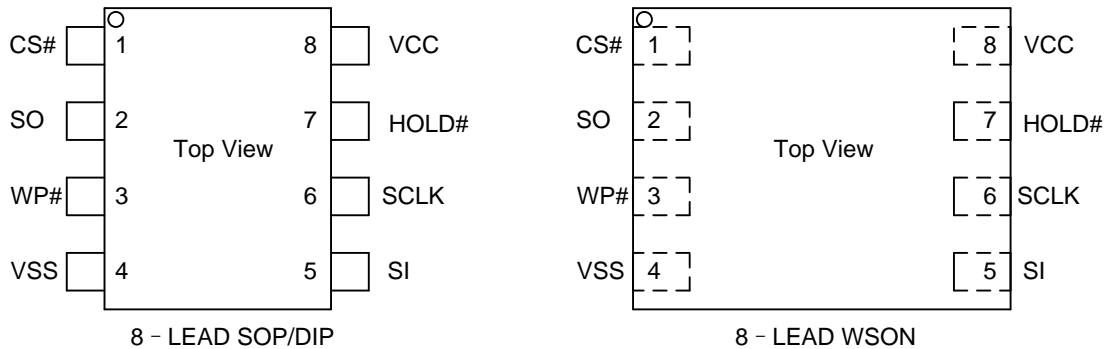 CS# 1 8 VCC
SO 2 7 HOLD#
Top View
WP# 3 6 SCLK
VSS 4 5 SI
8 – LEAD SOP/DIP
CS# 1 8 VCC
SO 2 7 HOLD#
Top View
WP# 3 6 SCLK
VSS 4 5 SI
8 – LEAD WSON